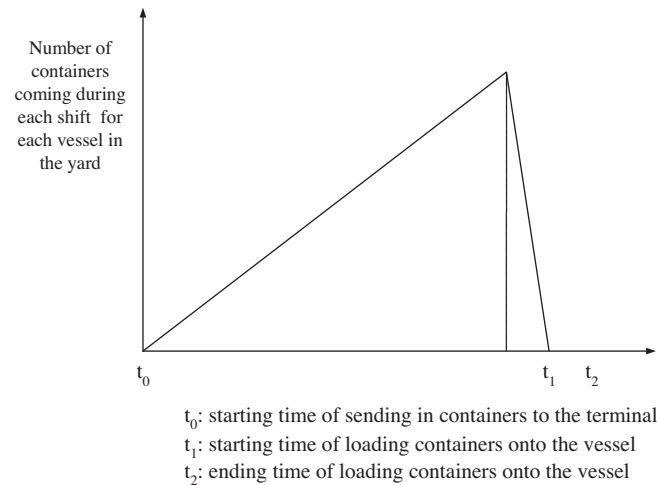 Number of
containers
coming during
each shift for
each vessel in
the yard
t₀ t₁ t₂
t₀: starting time of sending in containers to the terminal
t₁: starting time of loading containers onto the vessel
t₂: ending time of loading containers onto the vessel